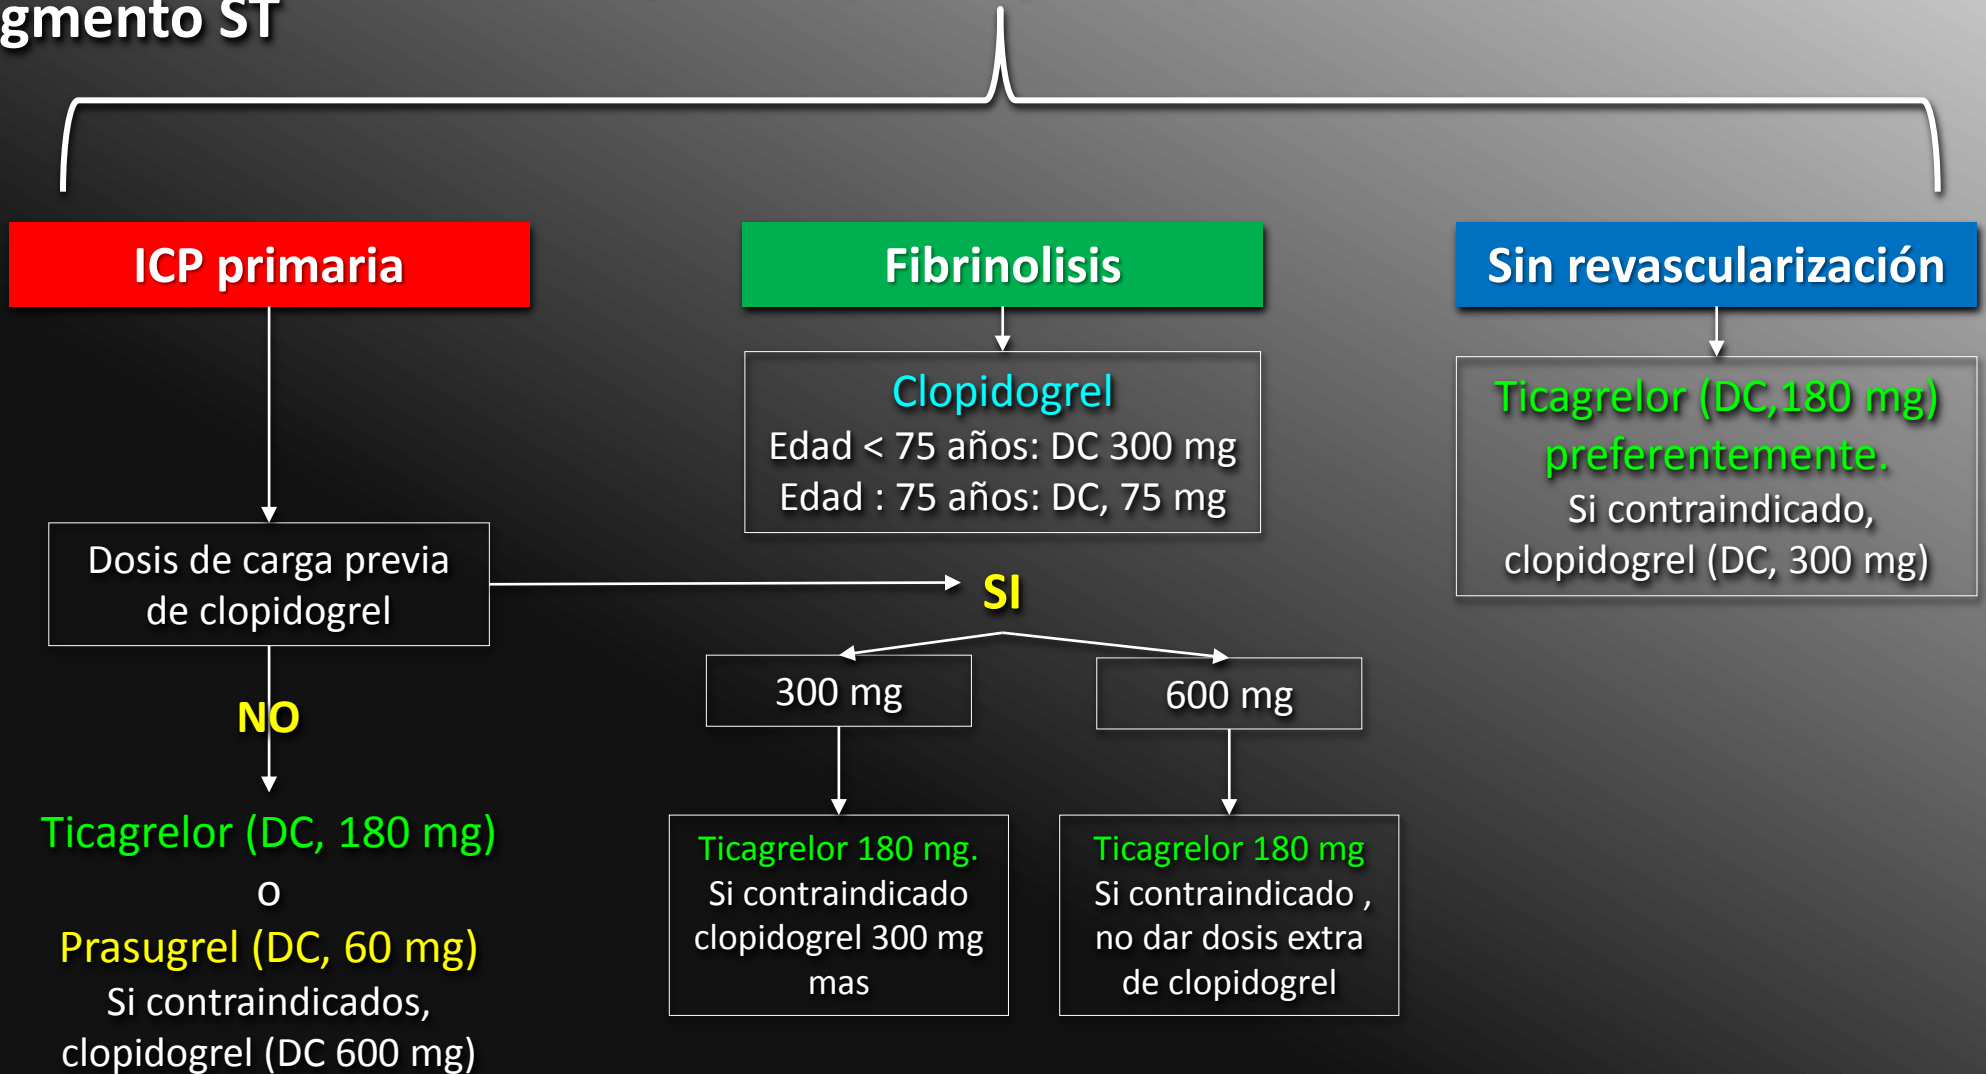 gmento ST
ICP primaria
Fibrinolisis
Sin revascularización
Clopidogrel
Edad < 75 años: DC 300 mg
Edad : 75 años: DC, 75 mg
Ticagrelor (DC,180 mg)
preferentemente.
Si contraindicado,
clopidogrel (DC, 300 mg)
Dosis de carga previa
de clopidogrel
SI
NO
300 mg
600 mg
Ticagrelor (DC, 180 mg)
o
Prasugrel (DC, 60 mg)
Si contraindicados,
clopidogrel (DC 600 mg)
Ticagrelor 180 mg.
Si contraindicado
clopidogrel 300 mg
mas
Ticagrelor 180 mg
Si contraindicado ,
no dar dosis extra
de clopidogrel